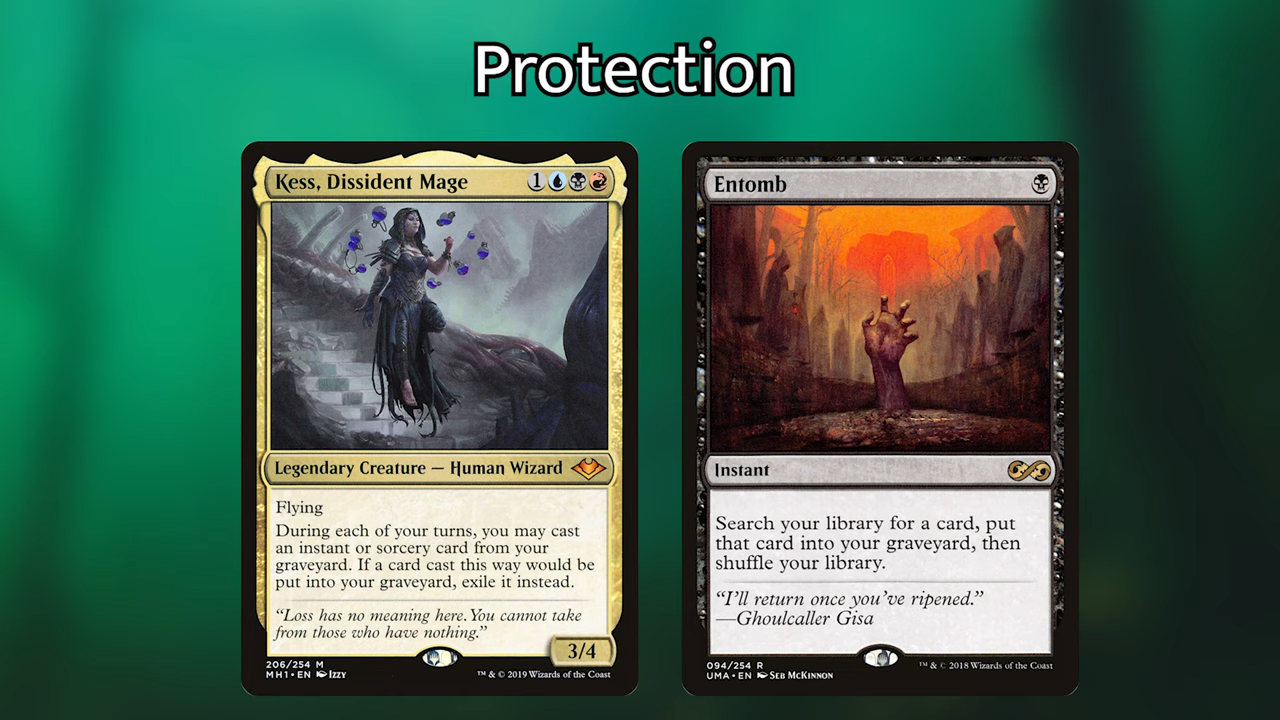 Protection
Kess, Dissident Mage 1
Legendary Creature — Human Wizard
Flying
During each of your turns, you may cast
an instant or sorcery card from your
graveyard. If a card cast this way would be
put into your graveyard, exile it instead.
“Loss has no meaning here. You cannot take
from those who have nothing.”
3/4
206/254 M
MH1 • EN Izzy
™ & © 2019 Wizards of the Coast
Entomb
Instant
Search your library for a card, put
that card into your graveyard, then
shuffle your library.
“I’ll return once you’ve ripened.”
—Ghoulcaller Gisa
094/254 R
UMA • EN Seb McKinnon
™ & © 2018 Wizards of the Coast